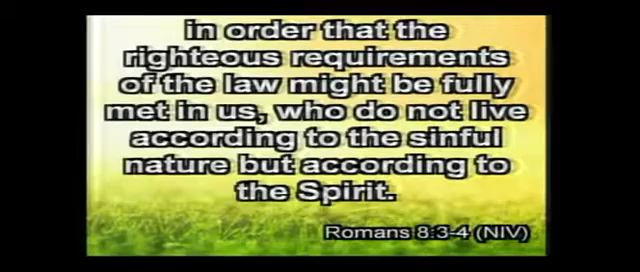 in order that the
righteous requirements
of the law might be fully
met in us, who do not live
according to the sinful
nature but according to
the Spirit.
Romans 8:3-4 (NIV)